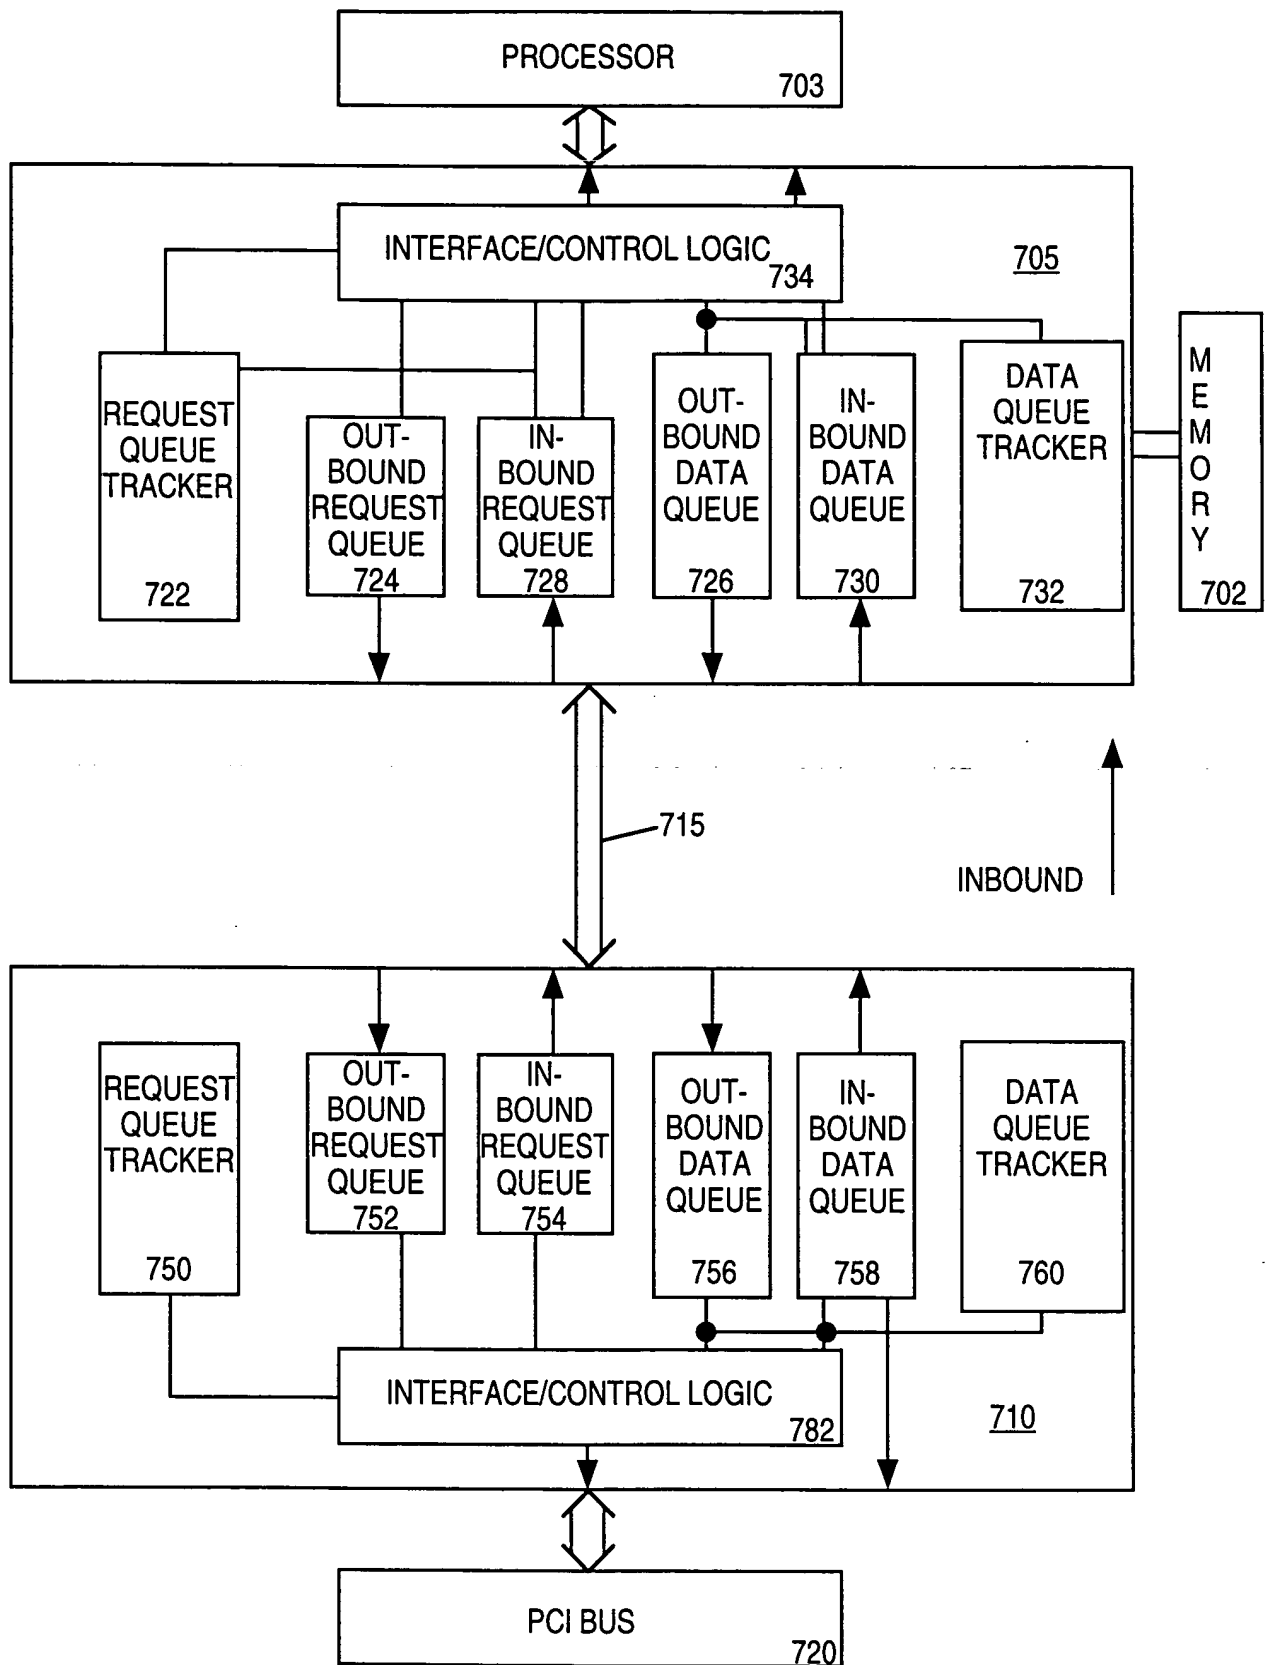 PROCESSOR
703
INTERFACE/CONTROL LOGIC
734
705
REQUEST
QUEUE
TRACKER
722
OUT-
BOUND
REQUEST
QUEUE
724
IN-
BOUND
REQUEST
QUEUE
728
OUT-
BOUND
DATA
QUEUE
726
IN-
BOUND
DATA
QUEUE
730
DATA
QUEUE
TRACKER
732
M
E
M
O
R
Y
702
715
INBOUND
REQUEST
QUEUE
TRACKER
750
OUT-
BOUND
REQUEST
QUEUE
752
IN-
BOUND
REQUEST
QUEUE
754
OUT-
BOUND
DATA
QUEUE
756
IN-
BOUND
DATA
QUEUE
758
DATA
QUEUE
TRACKER
760
INTERFACE/CONTROL LOGIC
782
710
PCI BUS
720